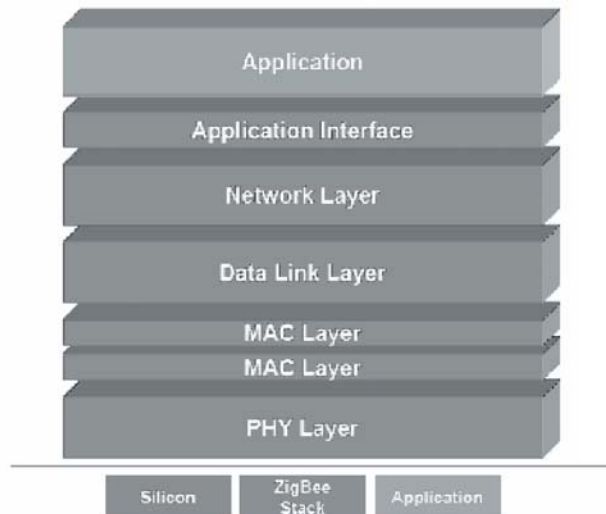 Application
Application Interface
Network Layer
Data Link Layer
MAC Layer
MAC Layer
PHY Layer
Silicon
ZigBee
Stack
Application